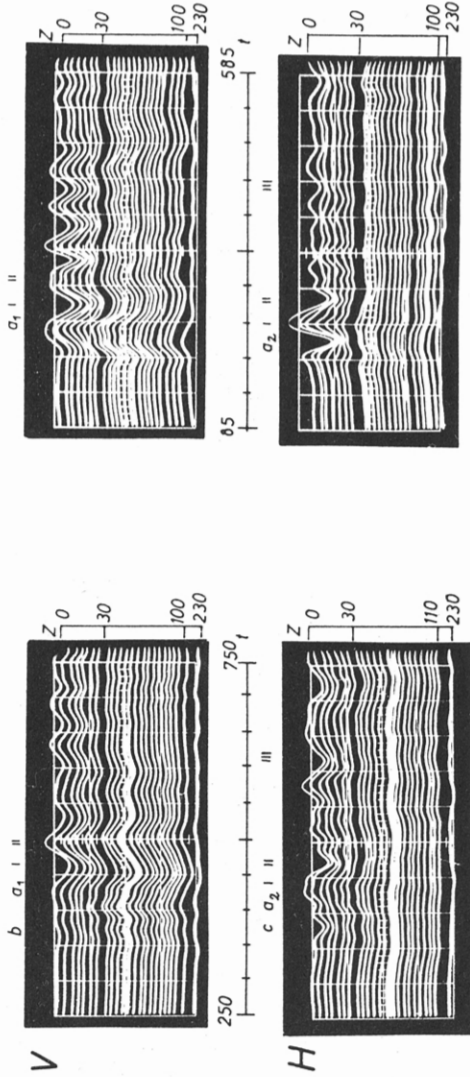 a₁ I II
Z 0 30 100 230
85 585 t
a₂ I II III
Z 0 30 100 230
V
b a₁ I II
Z 0 30 100 230
250 750 t
c a₂ I II III
H
Z 0 30 110 230